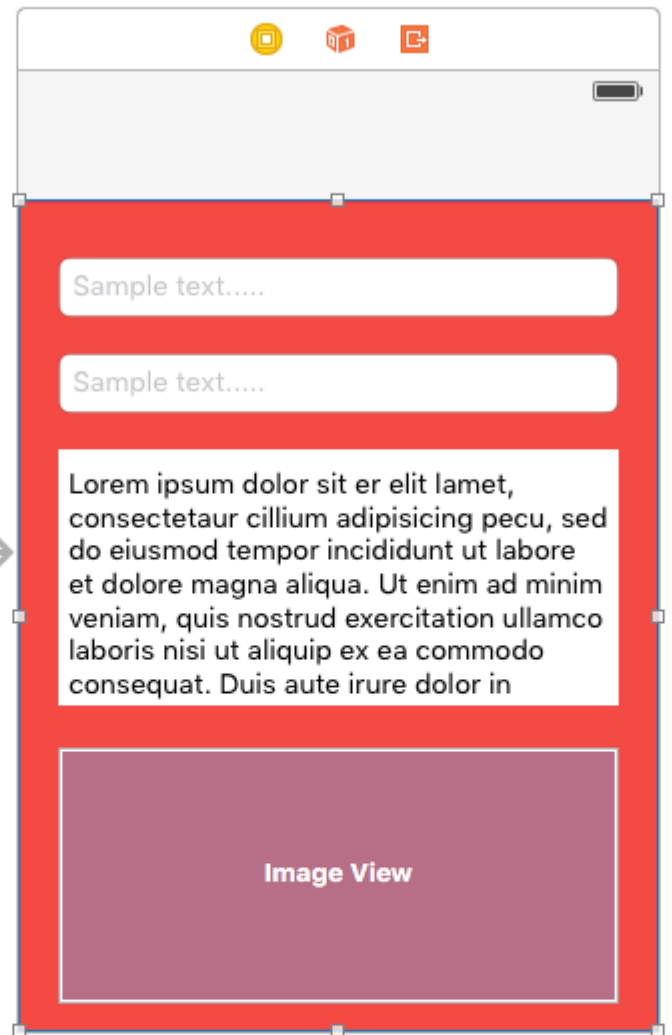 Sample text.....
Sample text.....
Lorem ipsum dolor sit er elit lamet,
consectetaur cillium adipisicing pecu, sed
do eiusmod tempor incididunt ut labore
et dolore magna aliqua. Ut enim ad minim
veniam, quis nostrud exercitation ullamco
laboris nisi ut aliquip ex ea commodo
consequat. Duis aute irure dolor in
Image View